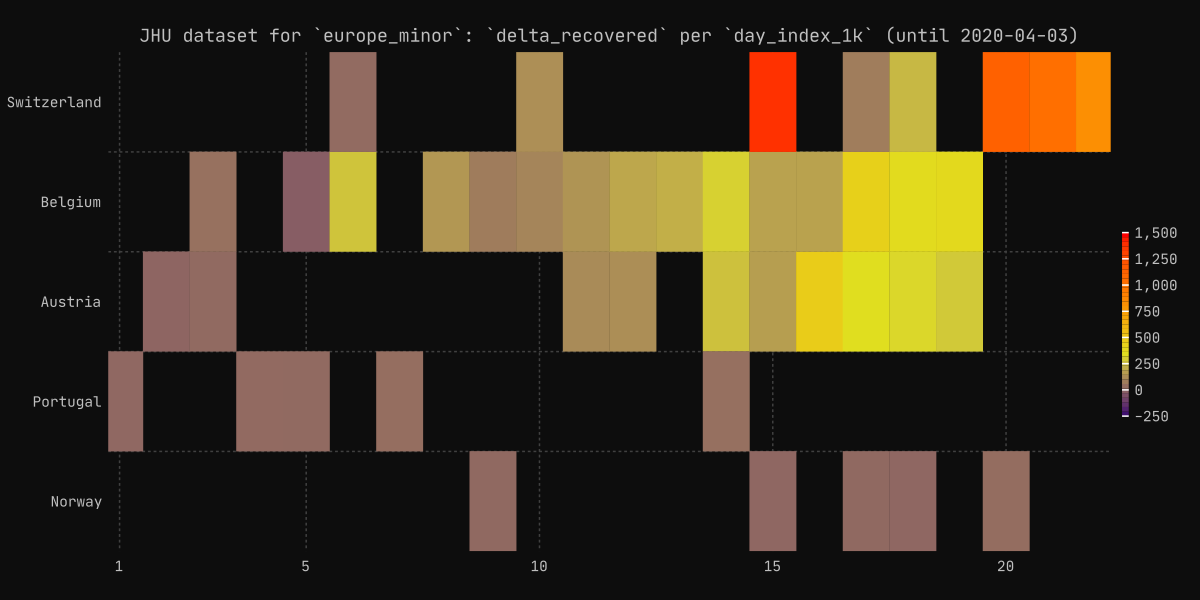 JHU dataset for `europe_minor`: `delta_recovered` per `day_index_1k` (until 2020-04-03)
Switzerland
Belgium
Austria
Portugal
Norway
1 5 10 15 20
1,500
1,250
1,000
750
500
250
0
−250